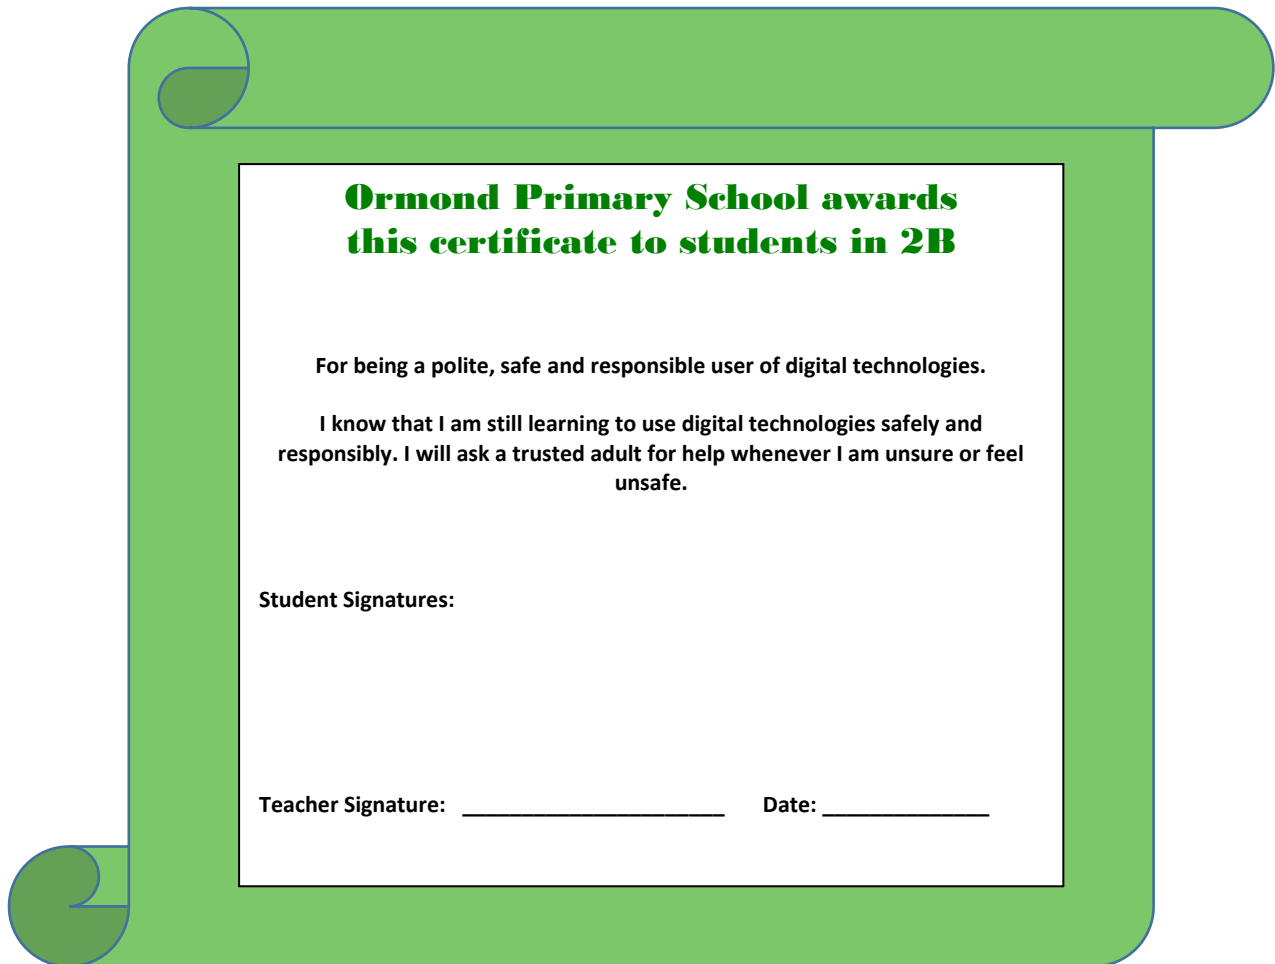 Ormond Primary School awards
this certificate to students in 2B
For being a polite, safe and responsible user of digital technologies.
I know that I am still learning to use digital technologies safely and
responsibly. I will ask a trusted adult for help whenever I am unsure or feel
unsafe.
Student Signatures:
Teacher Signature: ______________________ Date: ______________